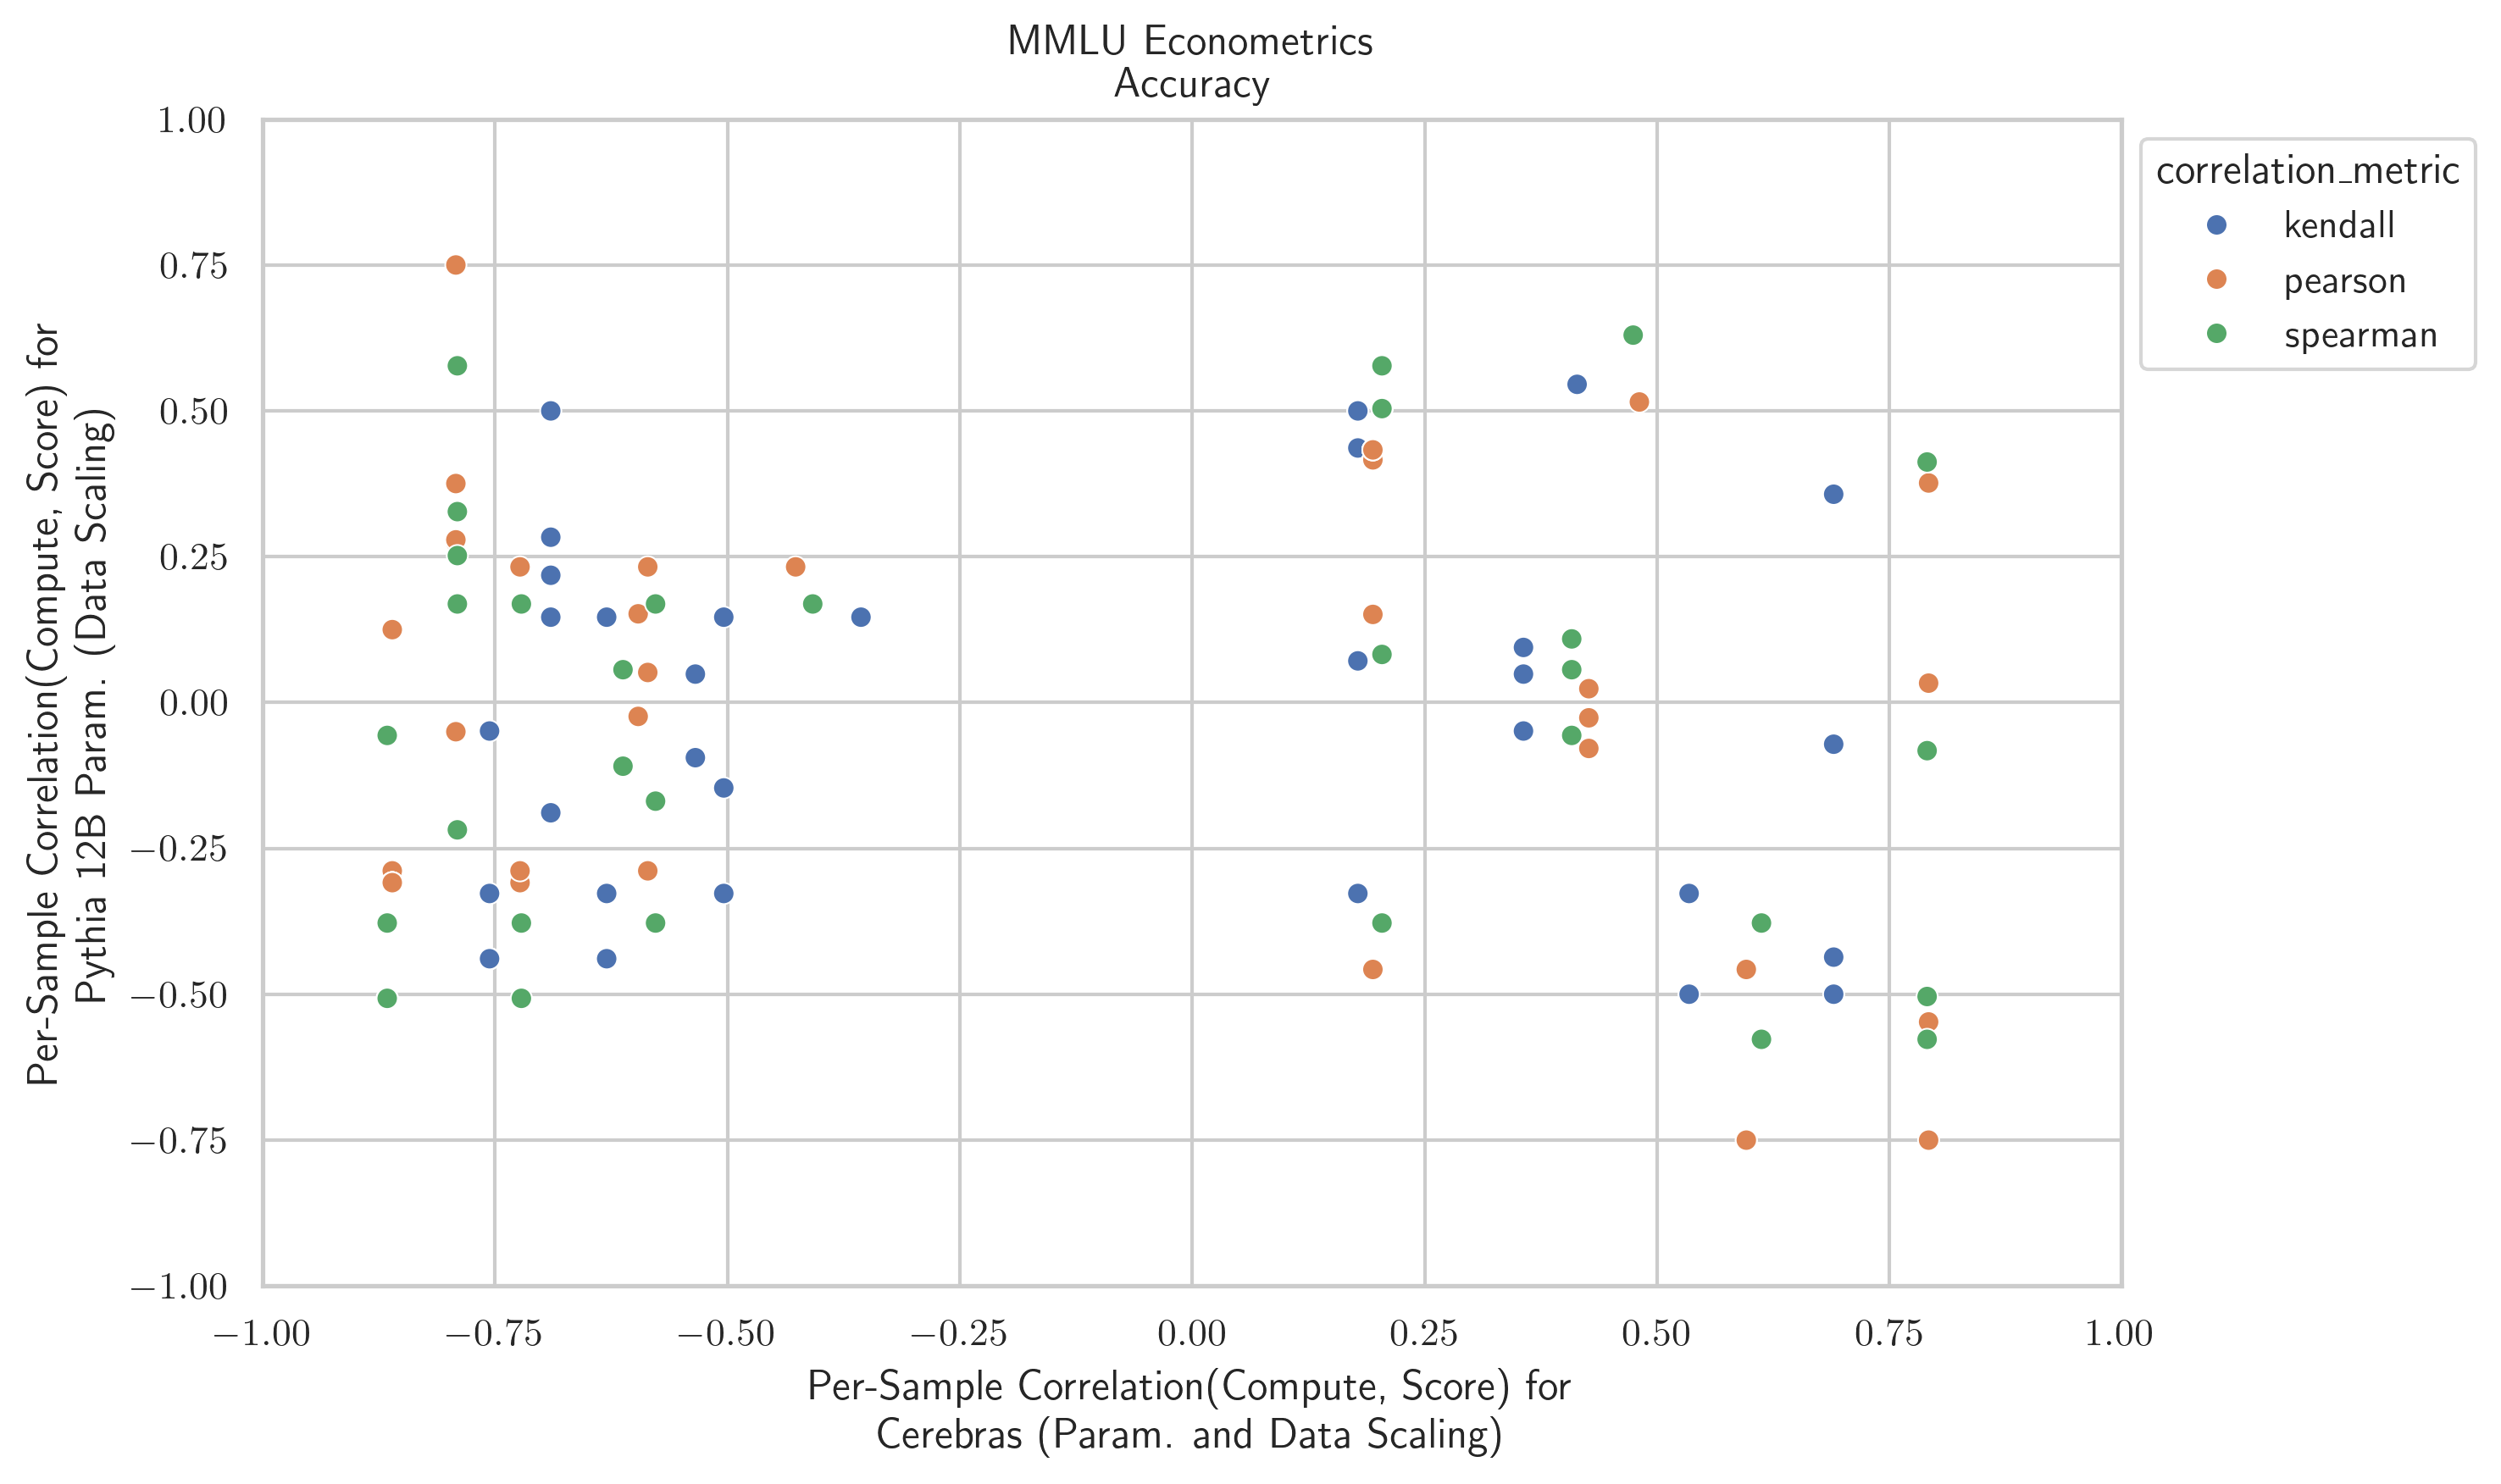 MMLU Econometrics
Accuracy
Per-Sample Correlation(Compute, Score) for
Pythia 12B Param. (Data Scaling)
1.00
0.75
0.50
0.25
0.00
−0.25
−0.50
−0.75
−1.00
−1.00 −0.75 −0.50 −0.25 0.00 0.25 0.50 0.75 1.00
Per-Sample Correlation(Compute, Score) for
Cerebras (Param. and Data Scaling)
correlation_metric
kendall
pearson
spearman